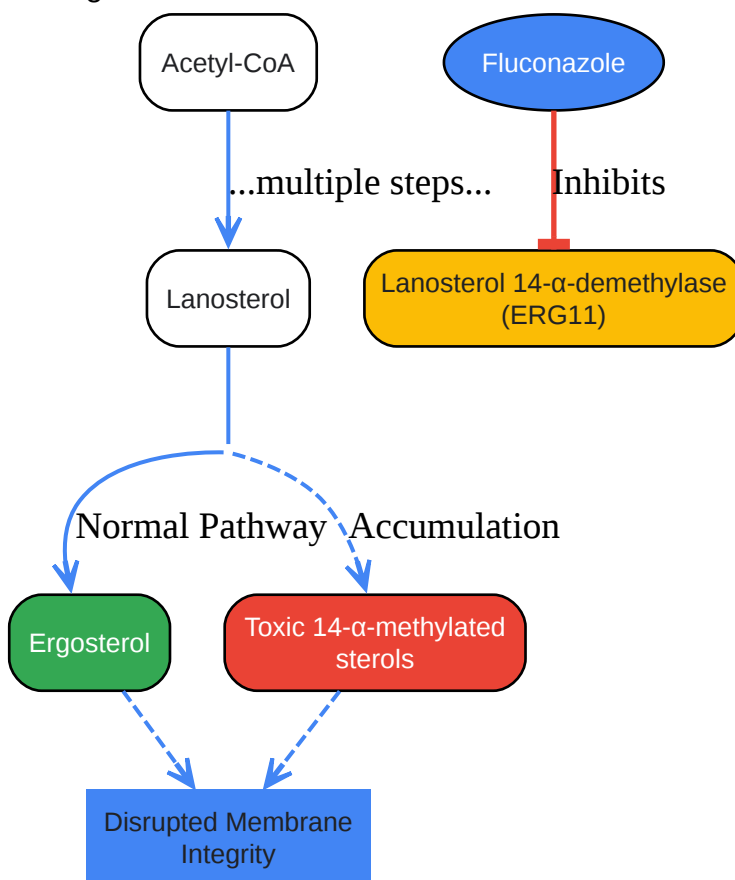 Acetyl-CoA
Fluconazole
...multiple steps...
Inhibits
Lanosterol
Lanosterol 14-α-demethylase
(ERG11)
Normal Pathway
Accumulation
Ergosterol
Toxic 14-α-methylated
sterols
Disrupted Membrane
Integrity